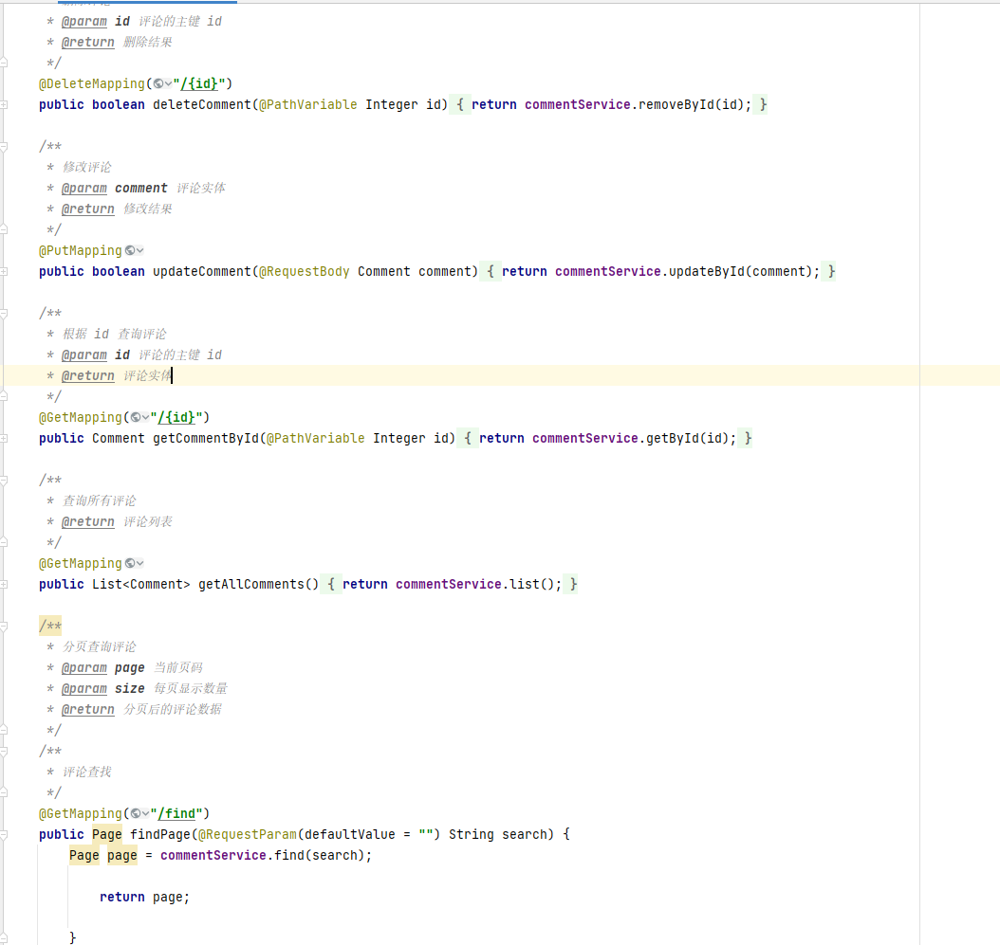 * @param id 评论的主键 id
* @return 删除结果
*/
@DeleteMapping("/{id}")
public boolean deleteComment(@PathVariable Integer id) { return commentService.removeById(id); }
/**
* 修改评论
* @param comment 评论实体
* @return 修改结果
*/
@PutMapping
public boolean updateComment(@RequestBody Comment comment) { return commentService.updateById(comment); }
/**
* 根据 id 查询评论
* @param id 评论的主键 id
* @return 评论实体
*/
@GetMapping("/{id}")
public Comment getCommentById(@PathVariable Integer id) { return commentService.getById(id); }
/**
* 查询所有评论
* @return 评论列表
*/
@GetMapping
public List<Comment> getAllComments() { return commentService.list(); }
/**
* 分页查询评论
* @param page 当前页码
* @param size 每页显示数量
* @return 分页后的评论数据
*/
/**
* 评论查找
*/
@GetMapping("/find")
public Page findPage(@RequestParam(defaultValue = "") String search) {
Page page = commentService.find(search);
return page;
}